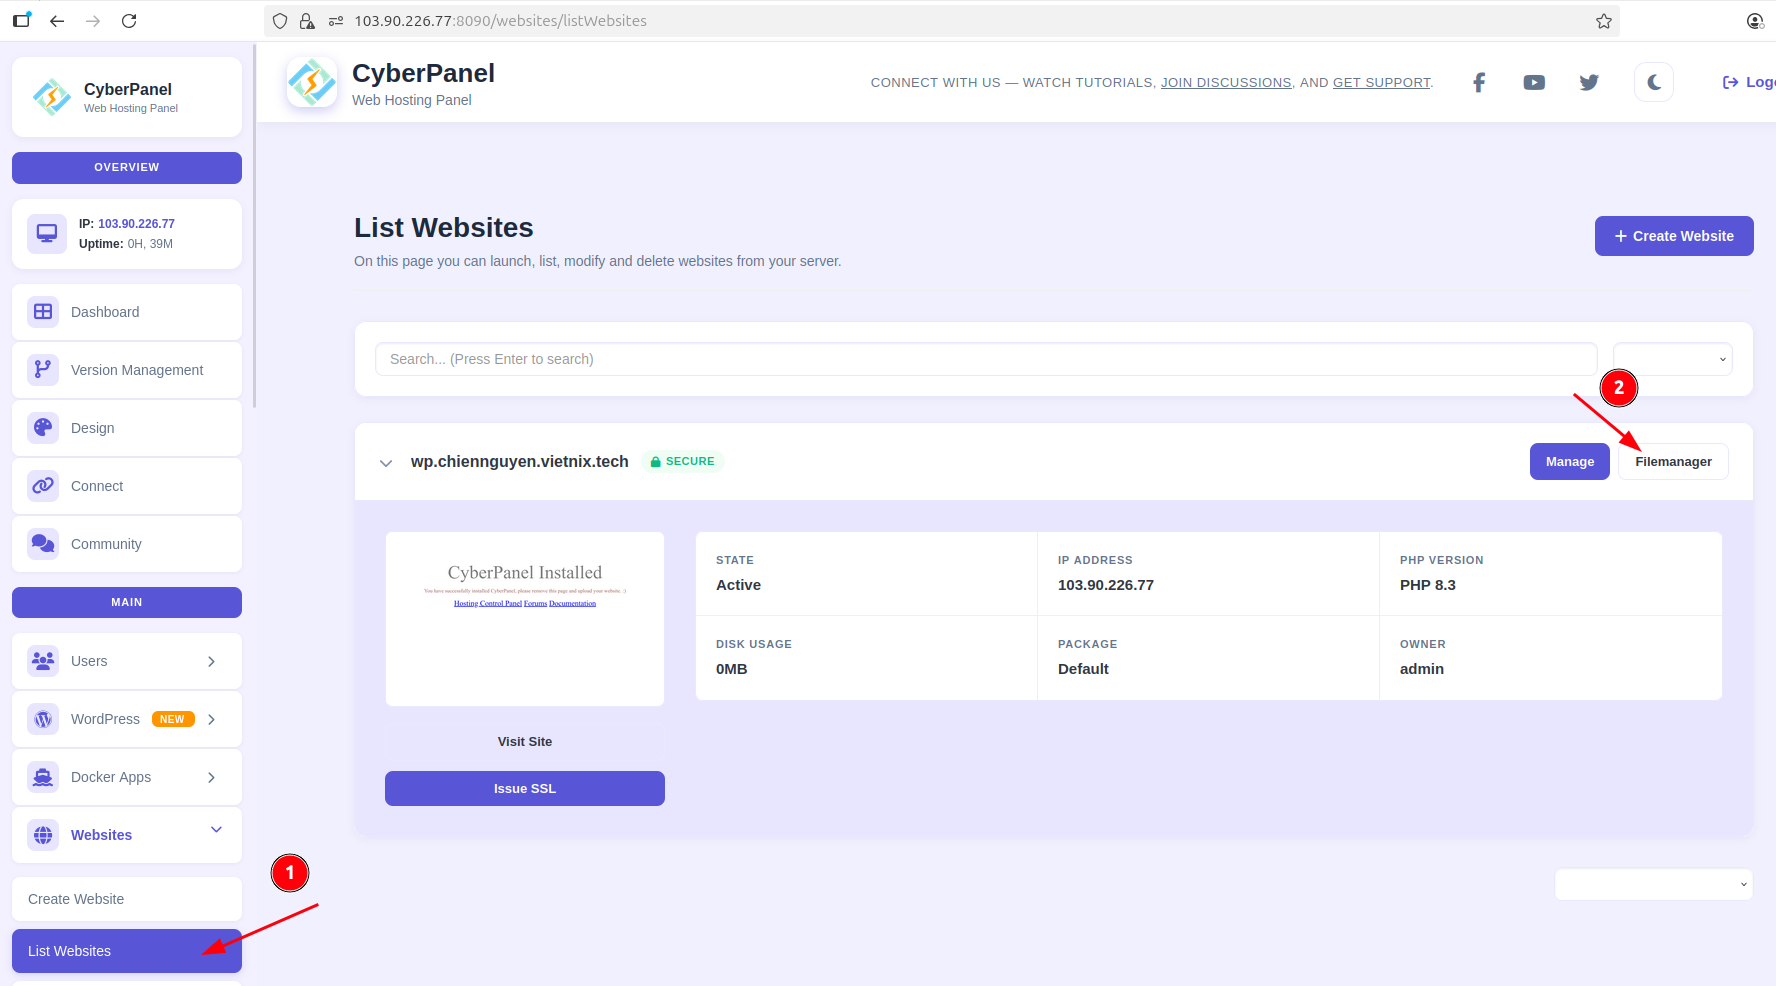 103.90.226.77:8090/websites/listWebsites
CyberPanel
Web Hosting Panel
OVERVIEW
IP: 103.90.226.77
Uptime: 0H, 39M
Dashboard
Version Management
Design
Connect
Community
MAIN
Users
WordPress NEW
Docker Apps
Websites
Create Website
List Websites
1
CyberPanel
Web Hosting Panel
CONNECT WITH US — WATCH TUTORIALS, JOIN DISCUSSIONS, AND GET SUPPORT.
List Websites
On this page you can launch, list, modify and delete websites from your server.
Create Website
Search... (Press Enter to search)
2
wp.chiennguyen.vietnix.tech SECURE
Manage Filemanager
CyberPanel Installed
You have successfully installed CyberPanel, please remove this page and upload your website. :)
Hosting Control Panel Forums Documentation
Visit Site
Issue SSL
STATE
Active
IP ADDRESS
103.90.226.77
PHP VERSION
PHP 8.3
DISK USAGE
0MB
PACKAGE
Default
OWNER
admin